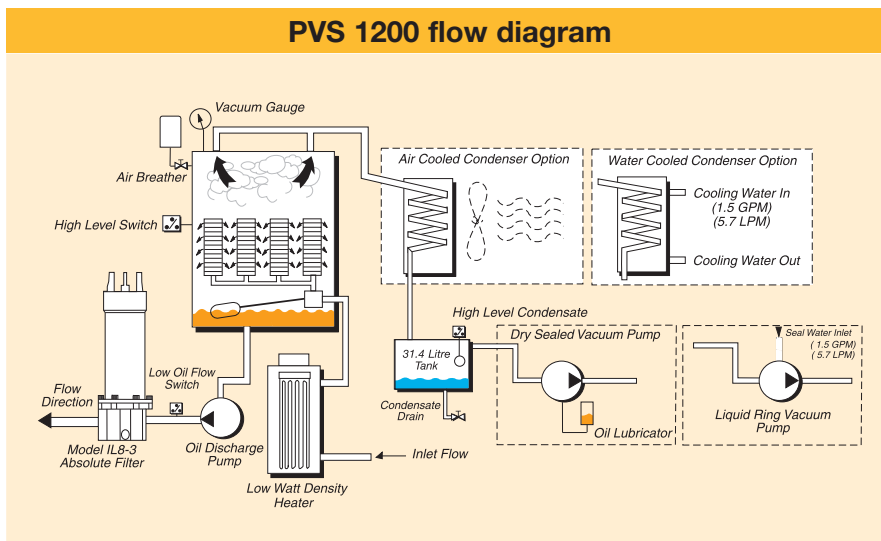 PVS 1200 flow diagram
Vacuum Gauge
Air Breather
High Level Switch
Air Cooled Condenser Option
Water Cooled Condenser Option
Cooling Water In
(1.5 GPM)
(5.7 LPM)
Cooling Water Out
High Level Condensate
31.4 Litre
Tank
Condensate
Drain
Dry Sealed Vacuum Pump
Oil Lubricator
Seal Water Inlet
( 1.5 GPM)
( 5.7 LPM)
Liquid Ring Vacuum
Pump
Low Oil Flow
Switch
Flow
Direction
Model IL8-3
Absolute Filter
Oil Discharge
Pump
Inlet Flow
Low Watt Density
Heater